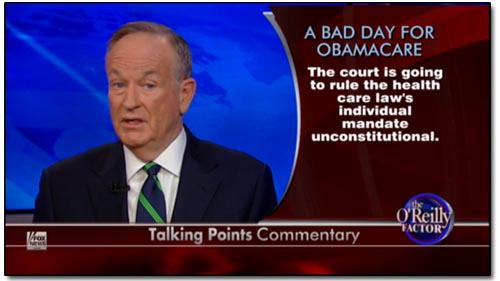 A BAD DAY FOR
OBAMACARE
The court is going
to rule the health
care law's
individual
mandate
unconstitutional.
the
O'Reilly
FACTOR
FOX
NEWS
Talking Points Commentary